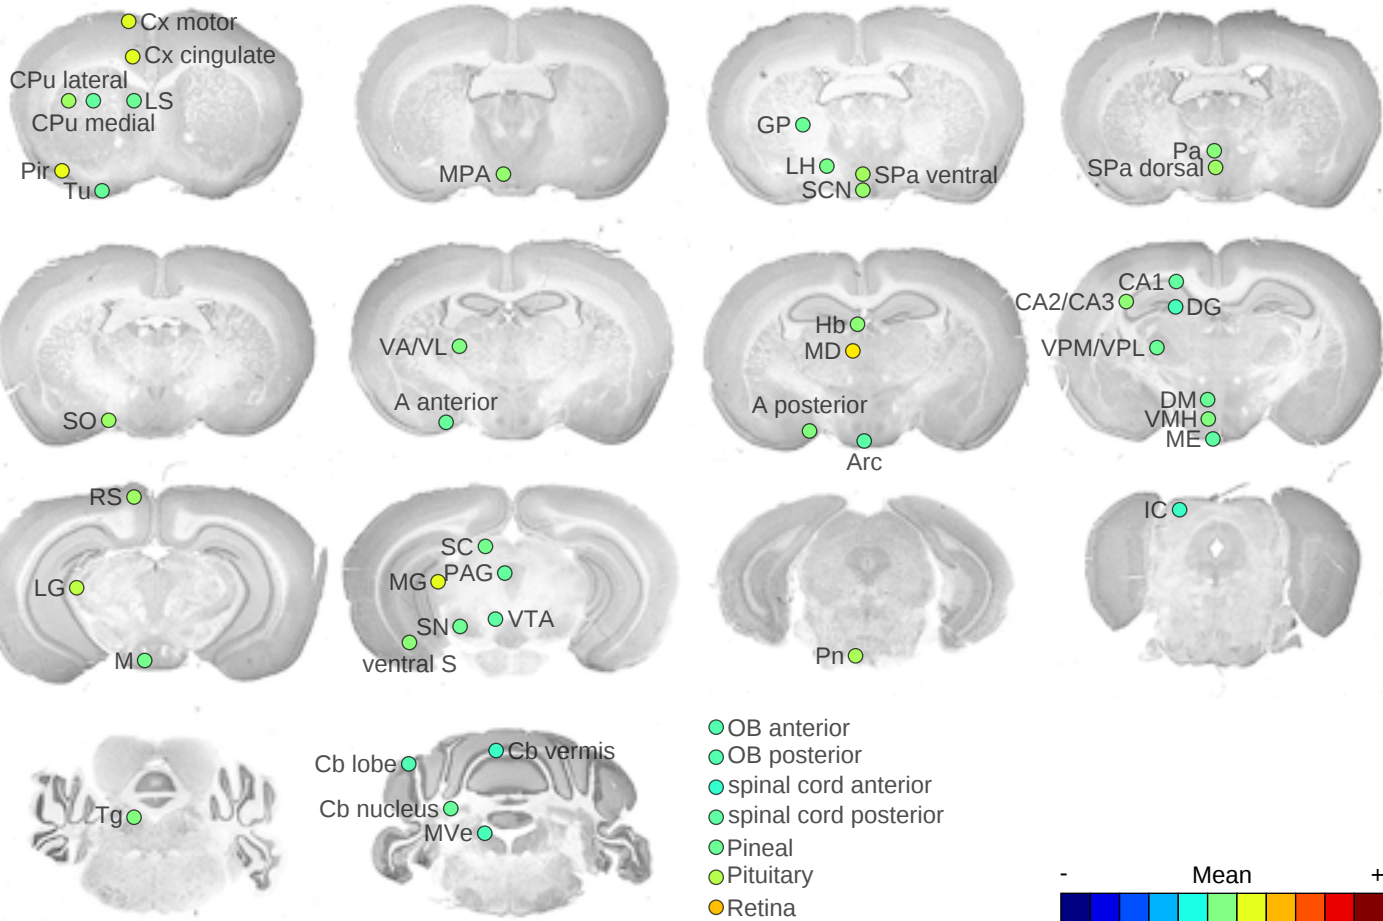 Cx motor
Cx cingulate
CPu lateral
LS
CPu medial
Pir
Tu
MPA
GP
LH
SPa ventral
SCN
Pa
SPa dorsal
SO
VA/VL
A anterior
Hb
MD
A posterior
Arc
CA1
CA2/CA3
DG
VPM/VPL
DM
VMH
ME
RS
LG
M
SC
PAG
MG
VTA
SN
ventral S
Pn
IC
Tg
Cb vermis
Cb lobe
Cb nucleus
MVe
OB anterior
OB posterior
spinal cord anterior
spinal cord posterior
Pineal
Pituitary
Retina
- Mean +